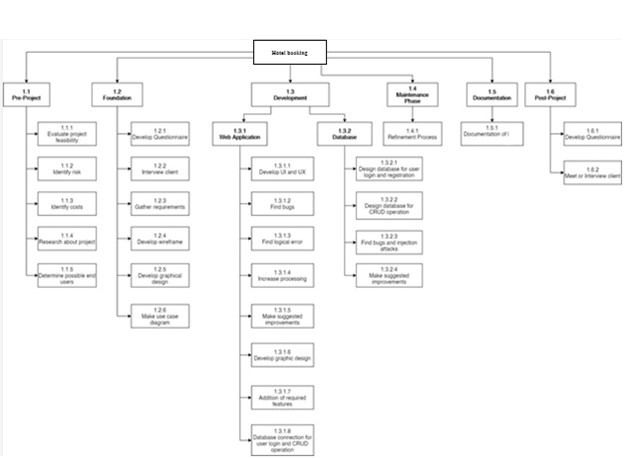 Hotel booking
1.1
Pre-Project
1.2
Foundation
1.3
Development
1.4
Maintenance
Phase
1.5
Documentation
1.6
Post-Project
1.1.1
Evaluate project
feasibility
1.1.2
Identify risk
1.1.3
Identify costs
1.1.4
Research about project
1.1.5
Determine possible end
users
1.2.1
Develop Questionnaire
1.2.2
Interview client
1.2.3
Gather requirements
1.2.4
Develop wireframe
1.2.5
Develop graphical
design
1.2.6
Make use case
diagram
1.3.1
Web Application
1.3.1.1
Develop UI and UX
1.3.1.2
Find bugs
1.3.1.3
Find logical error
1.3.1.4
Increase processing
1.3.1.5
Make suggested
improvements
1.3.1.6
Develop graphic design
1.3.1.7
Addition of required
features
1.3.1.8
Database connection for
user login and CRUD
operation
1.3.2
Database
1.3.2.1
Design database for user
login and registration
1.3.2.2
Design database for
CRUD operation
1.3.2.3
Find bugs and injection
attacks
1.3.2.4
Make suggested
improvements
1.4.1
Refinement Process
1.5.1
Documentation of
1.6.1
Develop Questionnaire
1.6.2
Meet or Interview client